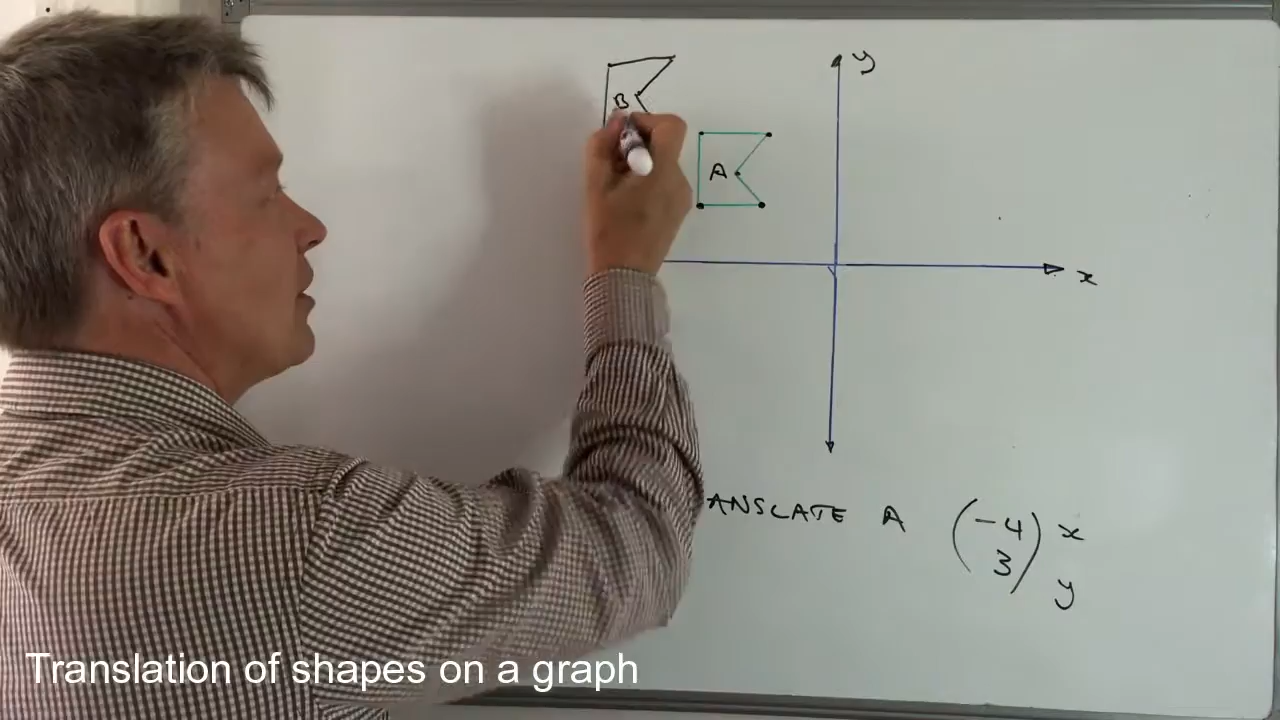 y
B
A
x
ANSLATE A (-4 x
3) y
Translation of shapes on a graph